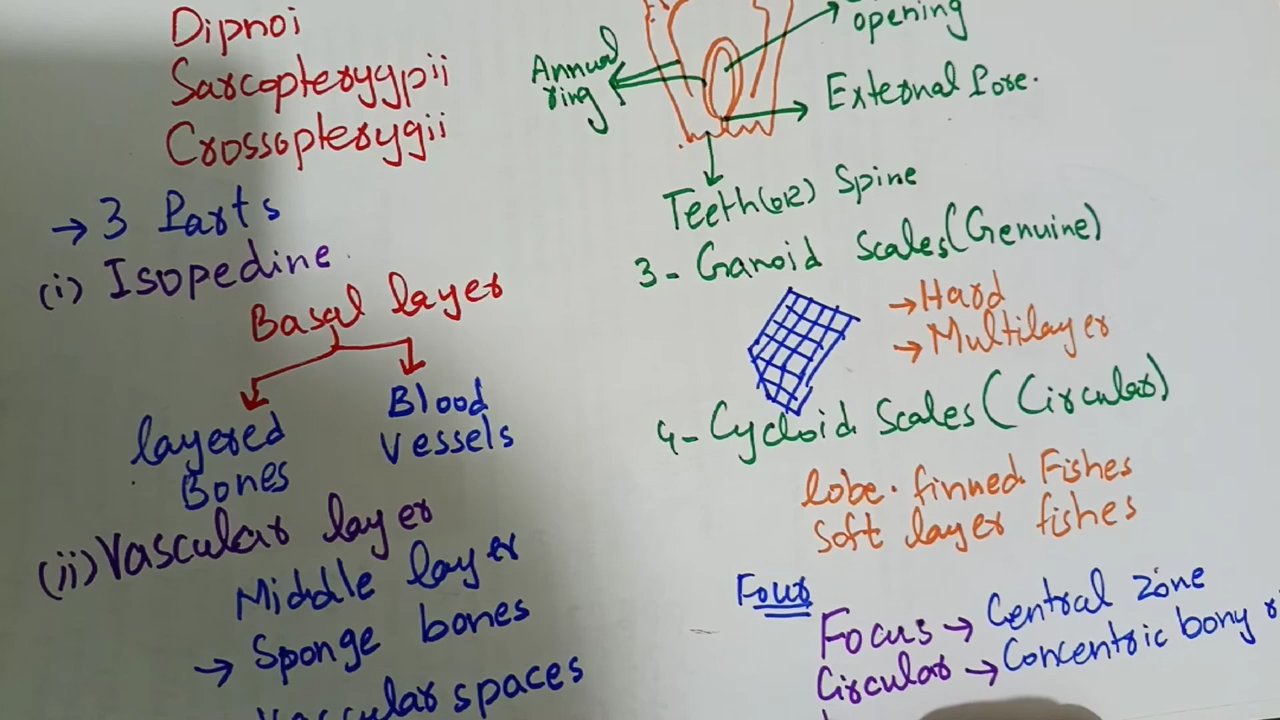 Dipnoi
Sarcopterygpii
Crossopterygii
→ 3 Parts
(i) Isopedine
Basal layer
layered
Bones
Blood
Vessels
(ii) Vascular layer
Middle layer
→ Sponge bones
Vascular spaces
opening
Annual
ring
External Pore.
Teeth (or) Spine
3- Ganoid Scales (Genuine)
→ Hard
→ Multilayer
4- Cycloid Scales (Circular)
lobe. finned Fishes
Soft layer fishes
Four
Focus → Central Zone
Circular → Concentric bony